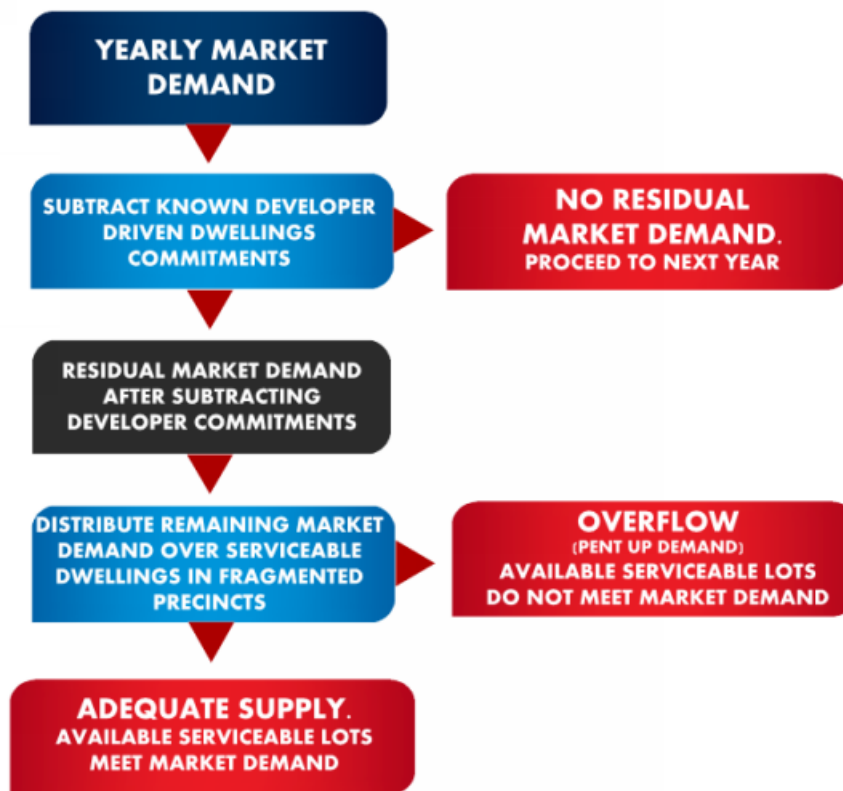 YEARLY MARKET
DEMAND
SUBTRACT KNOWN DEVELOPER
DRIVEN DWELLINGS
COMMITMENTS
NO RESIDUAL
MARKET DEMAND.
PROCEED TO NEXT YEAR
RESIDUAL MARKET DEMAND
AFTER SUBTRACTING
DEVELOPER COMMITMENTS
DISTRIBUTE REMAINING MARKET
DEMAND OVER SERVICEABLE
DWELLINGS IN FRAGMENTED
PRECINCTS
OVERFLOW
(PENT UP DEMAND)
AVAILABLE SERVICEABLE LOTS
DO NOT MEET MARKET DEMAND
ADEQUATE SUPPLY.
AVAILABLE SERVICEABLE LOTS
MEET MARKET DEMAND